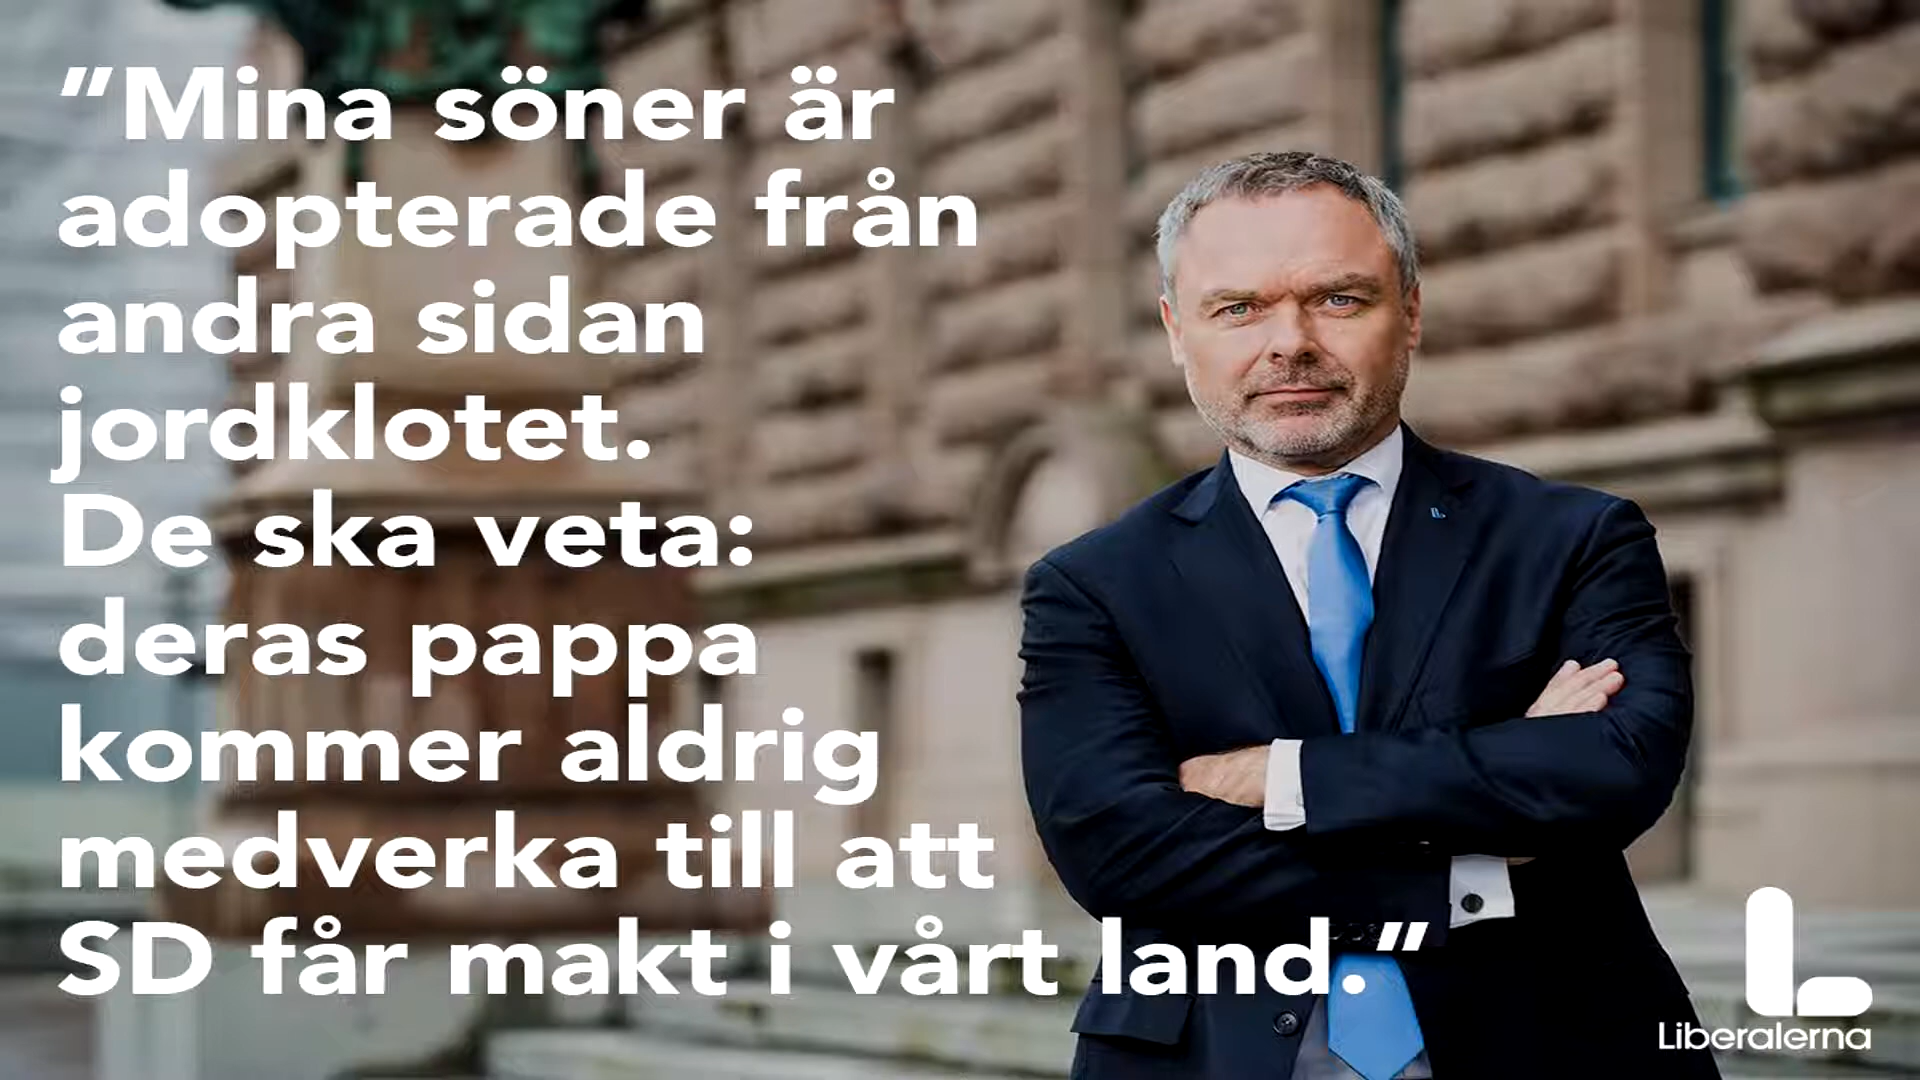 ”Mina söner är
adopterade från
andra sidan
jordklotet.
De ska veta:
deras pappa
kommer aldrig
medverka till att
SD får makt i vårt land.”
Liberalerna